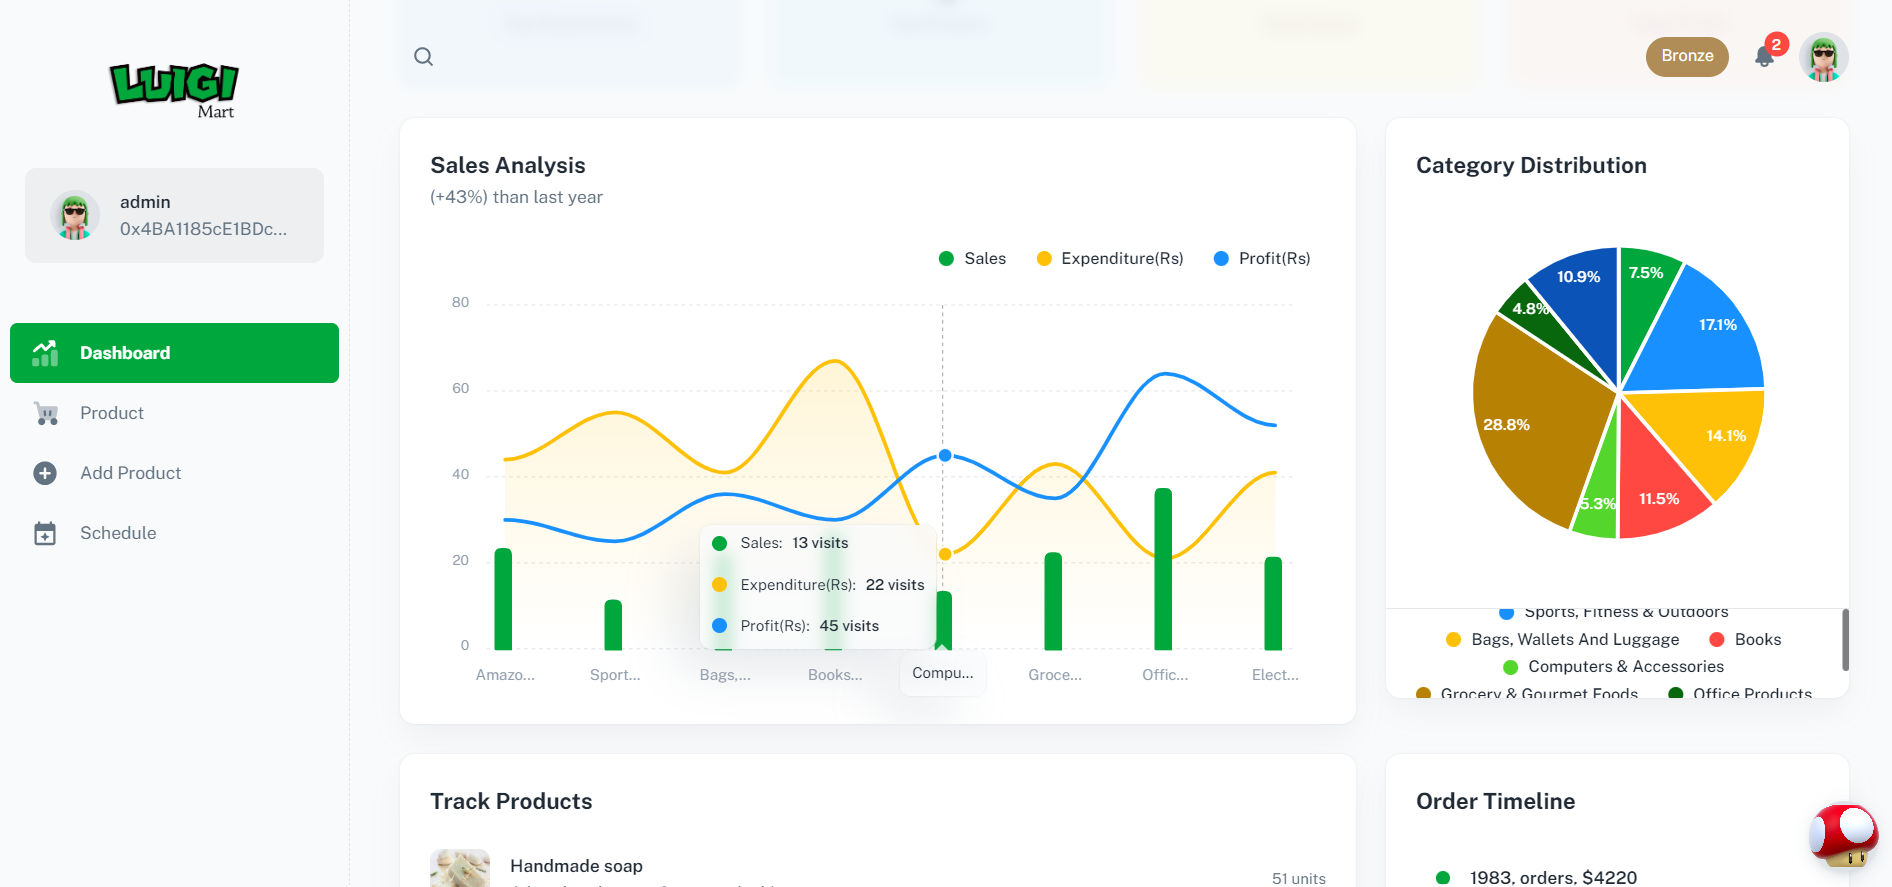 LUIGI
Mart
admin
0x4BA1185cE1BDc...
Dashboard
Product
Add Product
Schedule
Bronze
2
Sales Analysis
(+43%) than last year
Sales
Expenditure(Rs)
Profit(Rs)
80
60
40
20
0
Sales: 13 visits
Expenditure(Rs): 22 visits
Profit(Rs): 45 visits
Amazo...
Sport...
Bags,...
Books...
Compu...
Groce...
Offic...
Elect...
Category Distribution
10.9%
7.5%
4.8%
17.1%
28.8%
14.1%
5.3%
11.5%
Sports, Fitness & Outdoors
Bags, Wallets And Luggage
Books
Computers & Accessories
Grocery & Gourmet Foods
Office Products
Track Products
Handmade soap
51 units
Order Timeline
1983, orders, $4220